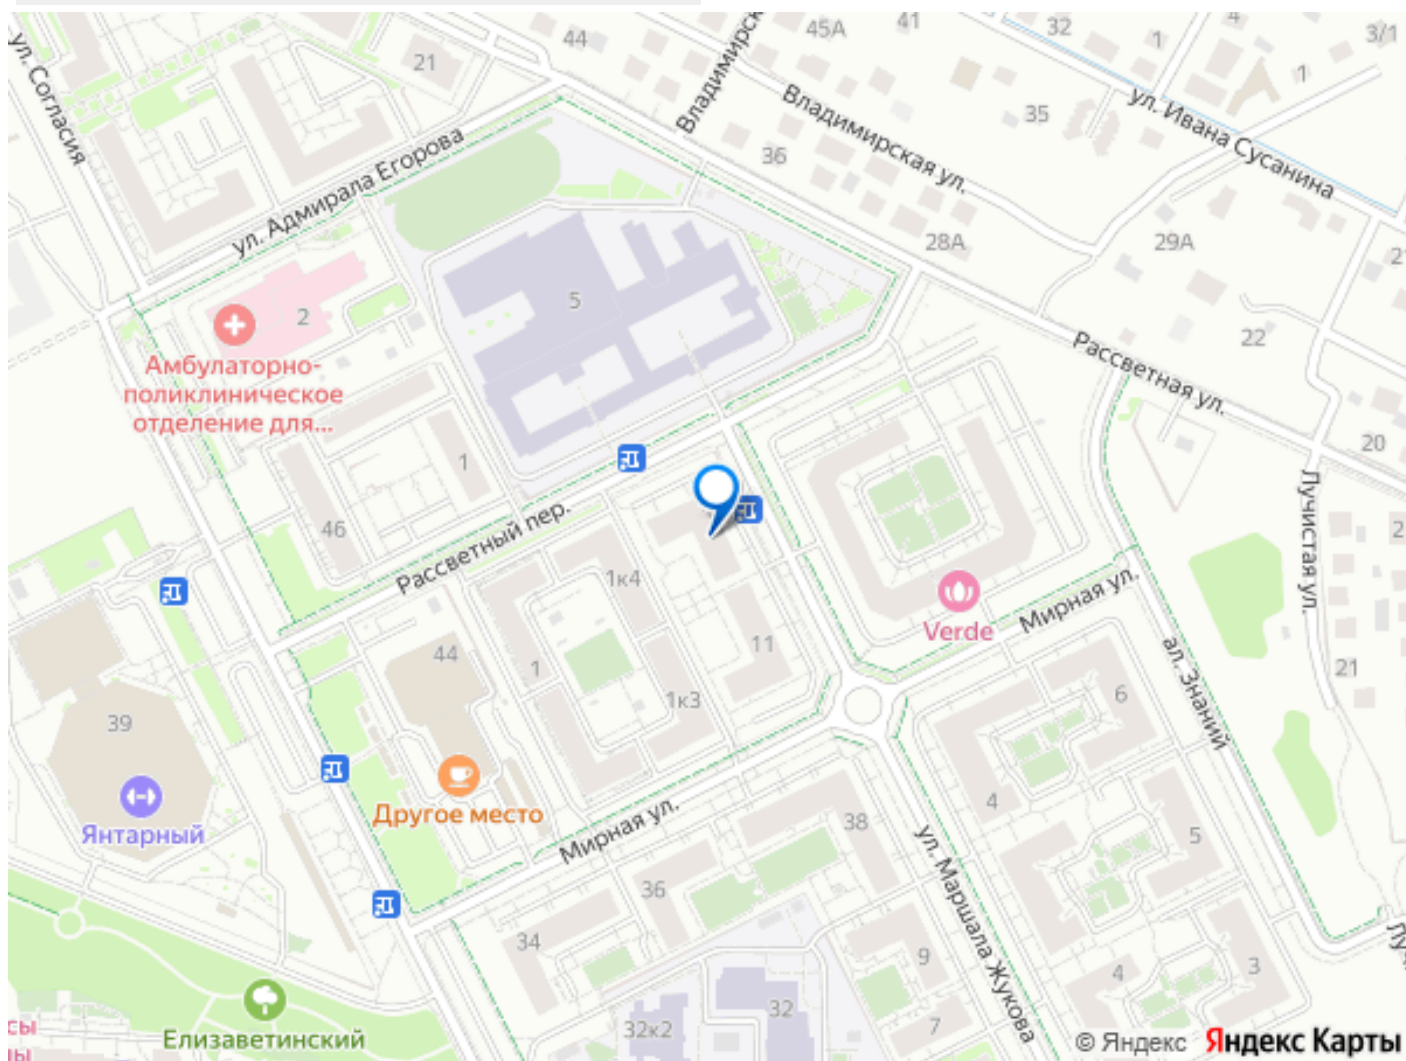 ул. Согласия
44
21
Владимирск
45А
41
32
1
4
3/1
1
35
Владимирская ул.
ул. Ивана Сусанина
36
ул. Адмирала Егорова
28А
29А
2
5
22
Амбулаторно-
поликлиническое
отделение для...
Рассветная ул.
20
1
46
Рассветный пер.
Лучистая ул.
2
1к4
Verde
Мирная ул.
44
1
11
1к3
ал. Знаний
6
21
39
Янтарный
Другое место
Мирная ул.
4
38
5
ул. Маршала Жукова
36
34
9
4
3
Елизаветинский
32к2
32
7
сы
© Яндекс Яндекс Карты